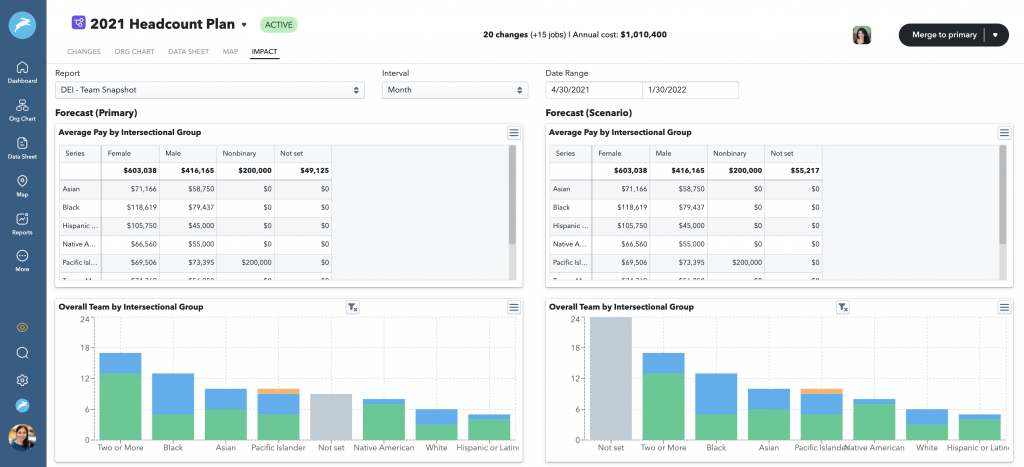 2021 Headcount Plan
ACTIVE
20 changes (+15 jobs) | Annual cost: $1,010,400
Merge to primary
CHANGES ORG CHART DATA SHEET MAP IMPACT
Dashboard
Org Chart
Data Sheet
Map
Reports
More
Report Interval Date Range
DEI - Team Snapshot Month 4/30/2021 1/30/2022
Forecast (Primary)
Average Pay by Intersectional Group
Series Female Male Nonbinary Not set
$603,038 $416,165 $200,000 $49,125
Asian $71,166 $58,750 $0 $0
Black $118,619 $79,437 $0 $0
Hispanic ... $105,750 $45,000 $0 $0
Native A... $66,560 $55,000 $0 $0
Pacific Isl... $69,506 $73,395 $200,000 $0
Overall Team by Intersectional Group
24
18
12
6
0
Two or More Black Asian Pacific Islander Not set Native American White Hispanic or Latin
Forecast (Scenario)
Average Pay by Intersectional Group
Series Female Male Nonbinary Not set
$603,038 $416,165 $200,000 $55,217
Asian $71,166 $58,750 $0 $0
Black $118,619 $79,437 $0 $0
Hispanic ... $105,750 $45,000 $0 $0
Native A... $66,560 $55,000 $0 $0
Pacific Isl... $69,506 $73,395 $200,000 $0
Overall Team by Intersectional Group
24
18
12
6
0
Not set Two or More Black Asian Pacific Islander Native American White Hispanic or Latin